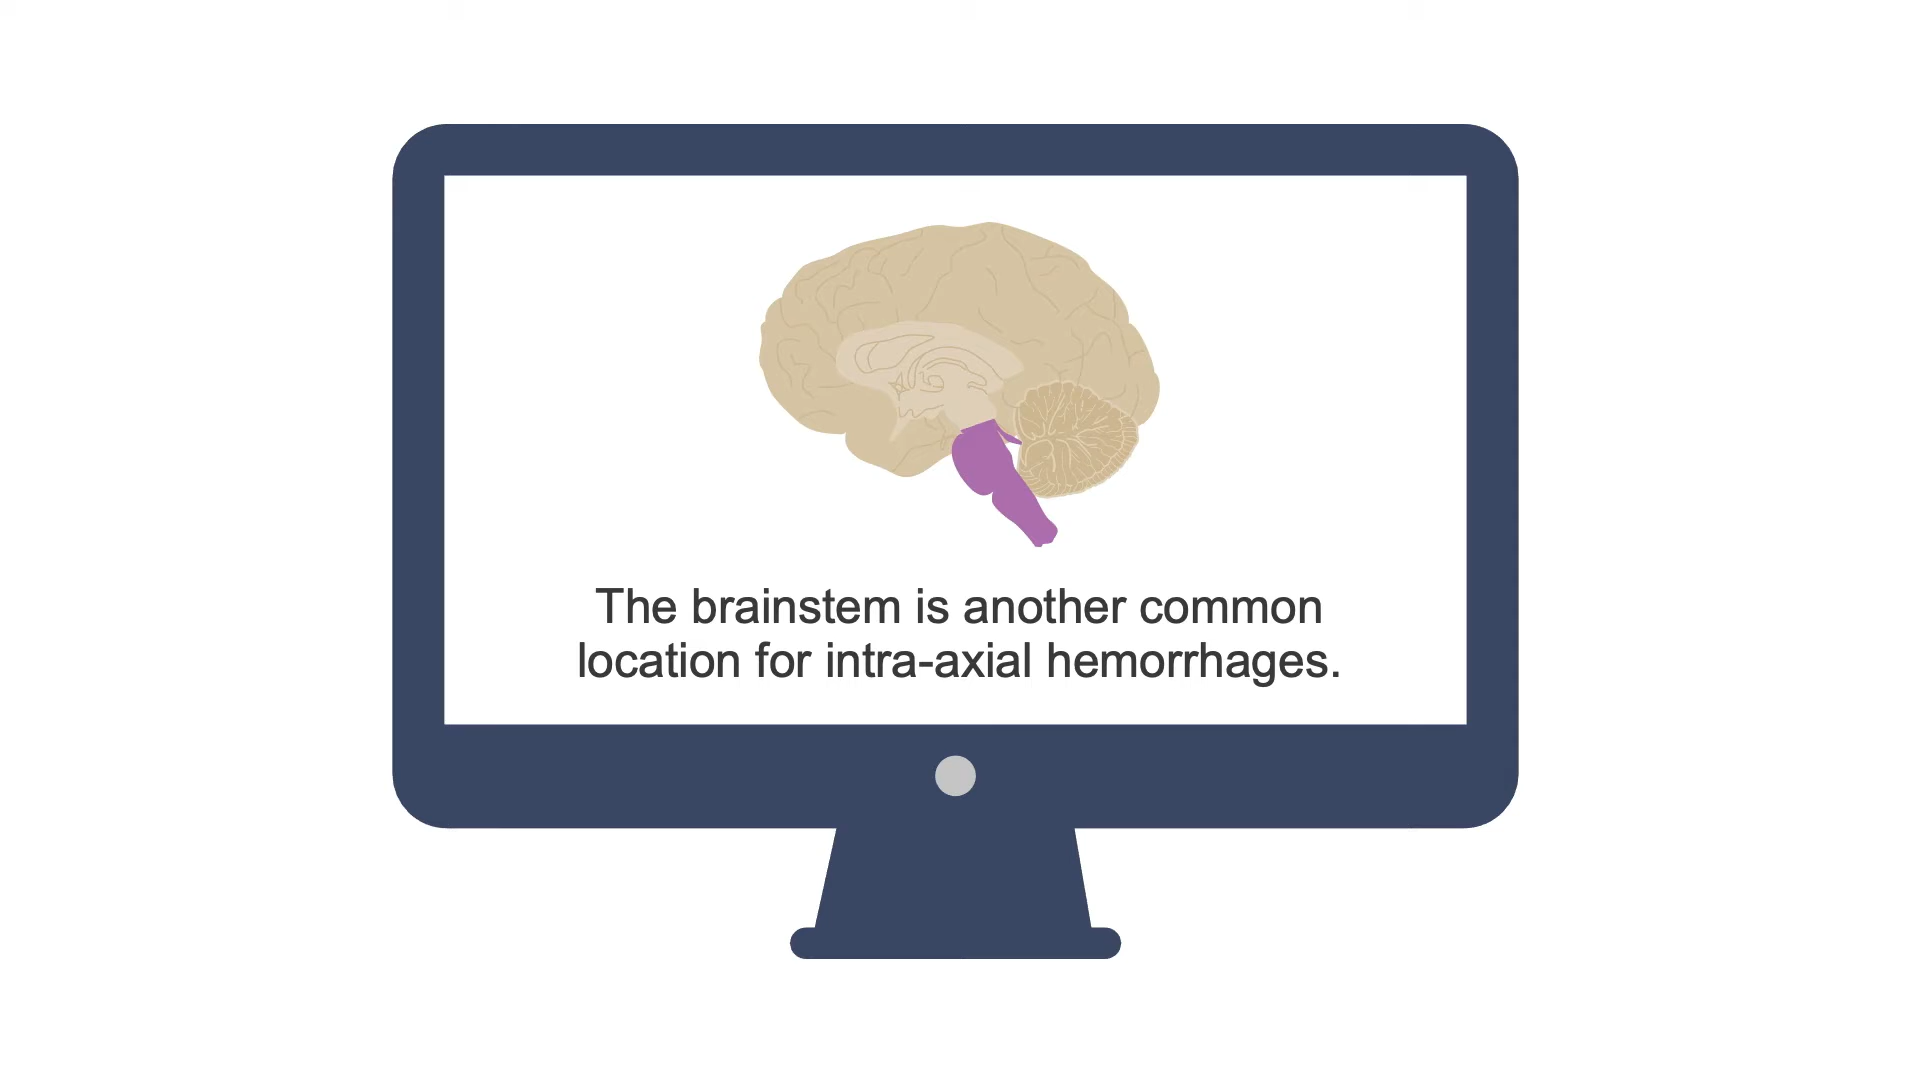 The brainstem is another common
location for intra-axial hemorrhages.